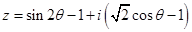 z = sin 2θ − 1 + i(√2 cos θ − 1)